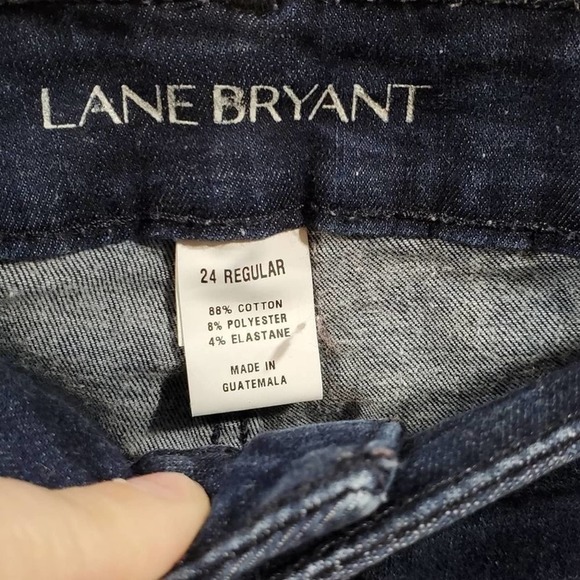 LANE BRYANT
24 REGULAR
88% COTTON
8% POLYESTER
4% ELASTANE
MADE IN
GUATEMALA